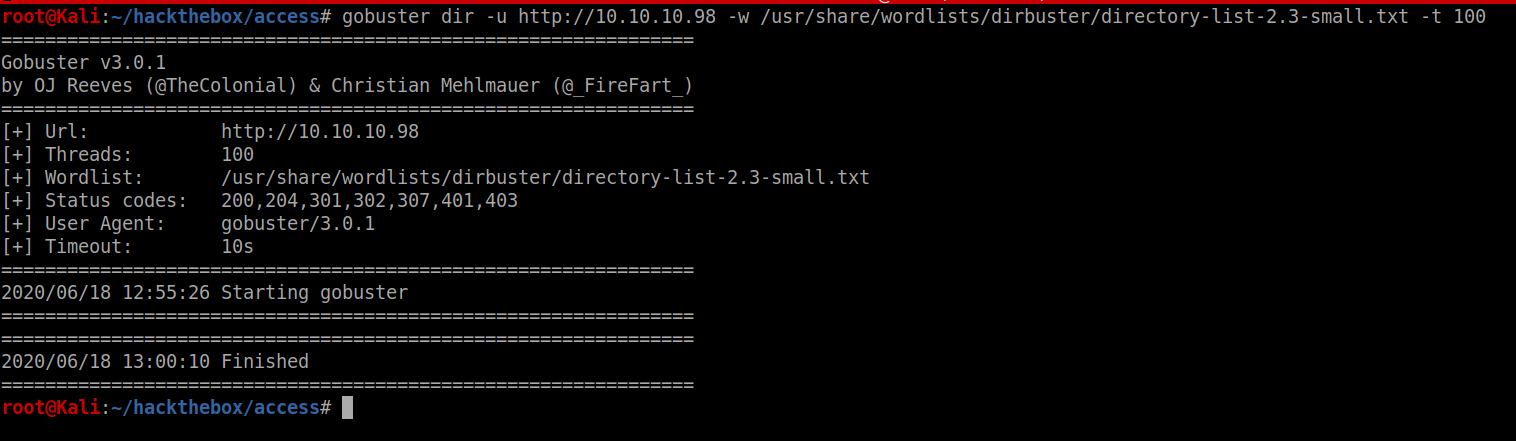 root@Kali:~/hackthebox/access# gobuster dir -u http://10.10.10.98 -w /usr/share/wordlists/dirbuster/directory-list-2.3-small.txt -t 100
===============================================================
Gobuster v3.0.1
by OJ Reeves (@TheColonial) & Christian Mehlmauer (@_FireFart_)
===============================================================
[+] Url:            http://10.10.10.98
[+] Threads:        100
[+] Wordlist:       /usr/share/wordlists/dirbuster/directory-list-2.3-small.txt
[+] Status codes:   200,204,301,302,307,401,403
[+] User Agent:     gobuster/3.0.1
[+] Timeout:        10s
===============================================================
2020/06/18 12:55:26 Starting gobuster
===============================================================
===============================================================
2020/06/18 13:00:10 Finished
===============================================================
root@Kali:~/hackthebox/access#